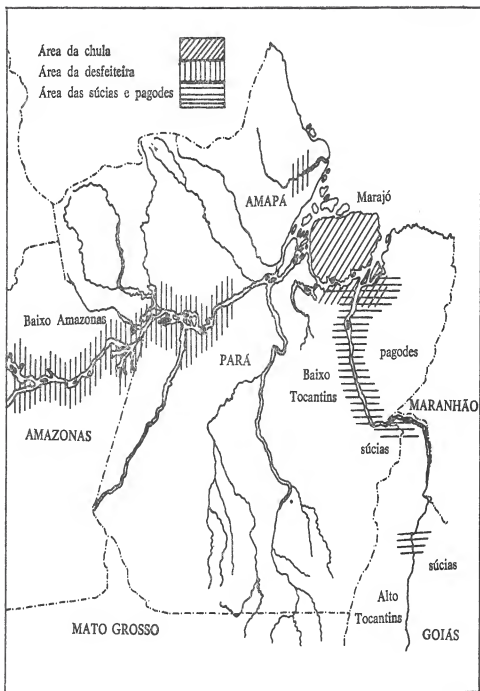 Área da chula
Área da desfeiteira
Área das súcias e pagodes
AMAPÁ
Marajó
Baixo Amazonas
PARÁ
pagodes
Baixo
Tocantins
MARANHÃO
AMAZONAS
súcias
súcias
Alto
Tocantins
MATO GROSSO
GOIÁS